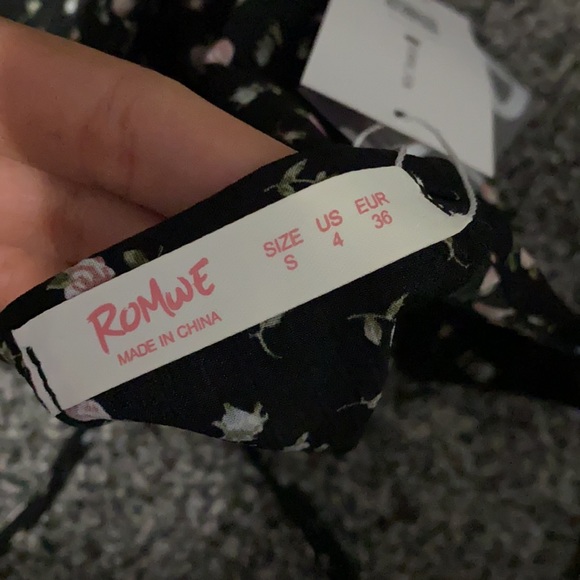 ROMWE
MADE IN CHINA
SIZE US EUR
S 4 36